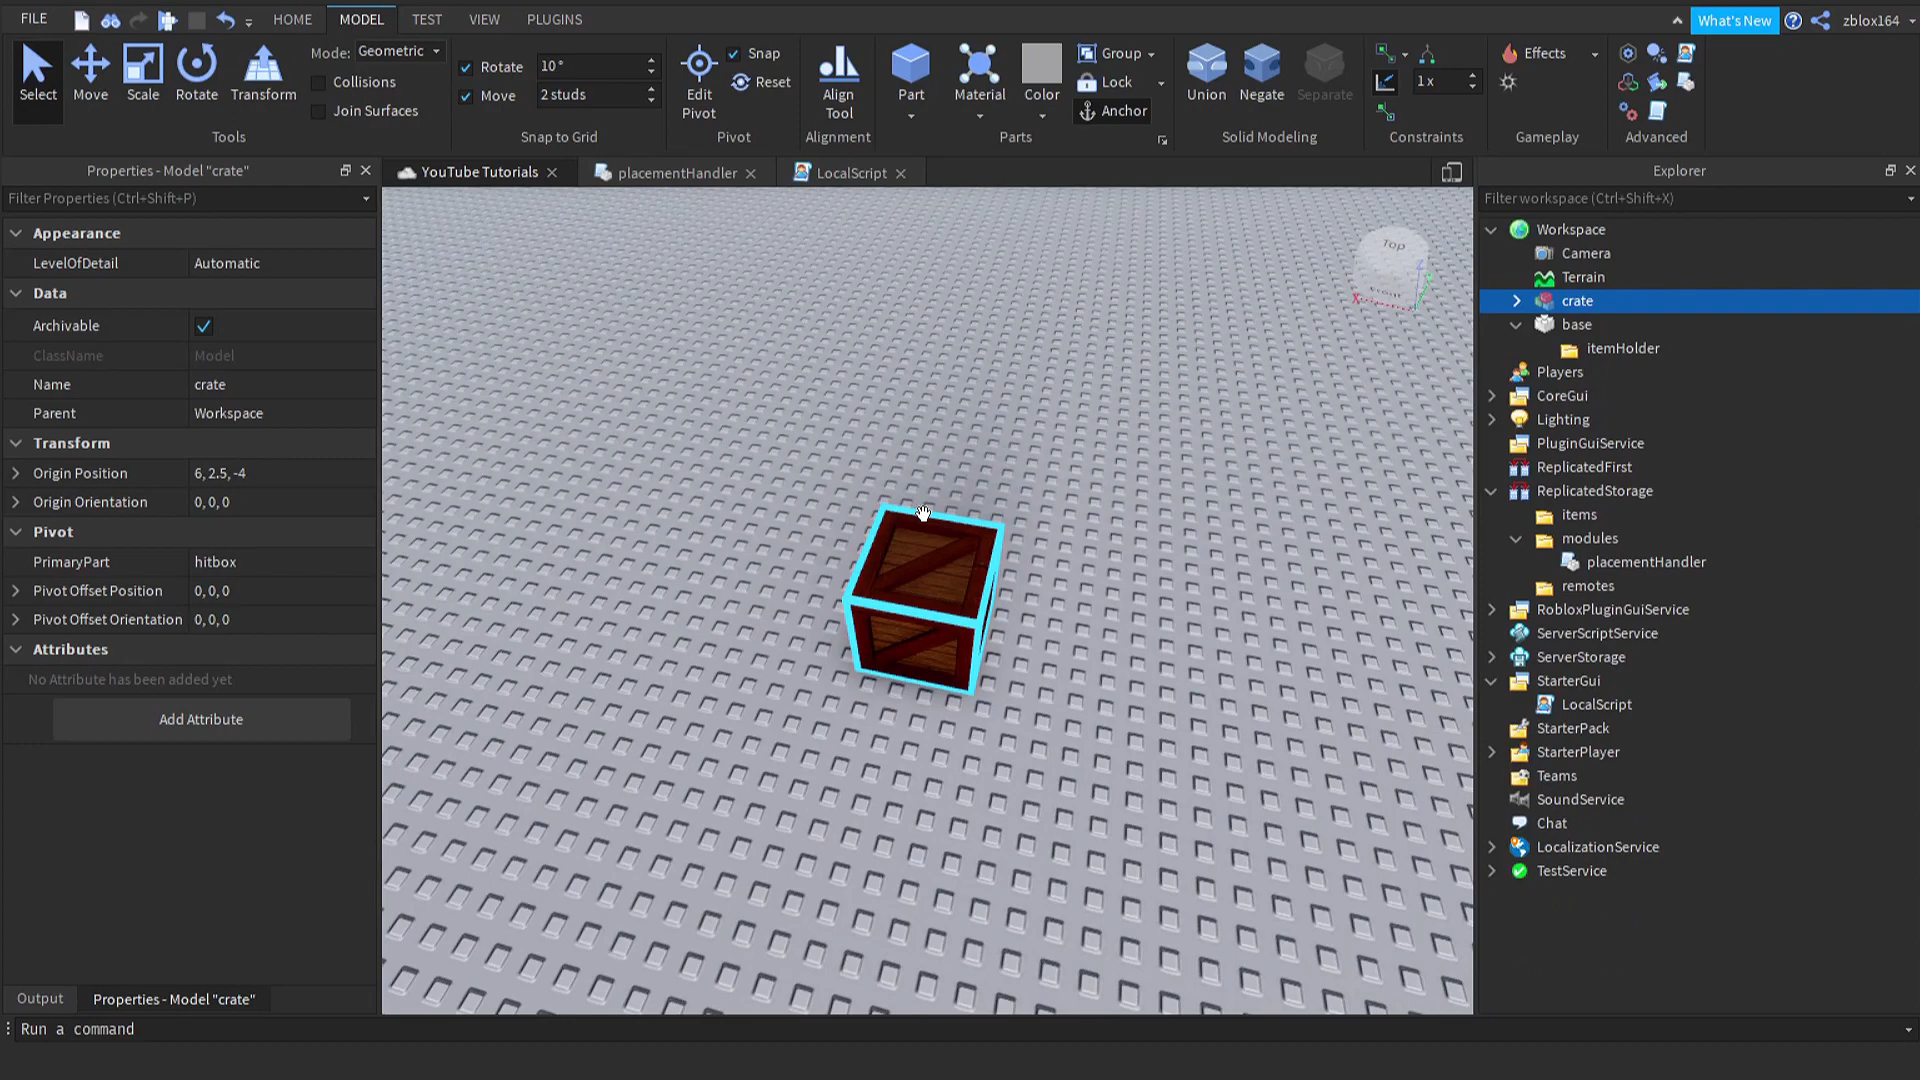 FILE
HOME
MODEL
TEST
VIEW
PLUGINS
What's New
zblox164
Select
Move
Scale
Rotate
Transform
Mode: Geometric
Collisions
Join Surfaces
Tools
Rotate 10°
Move 2 studs
Snap to Grid
Edit Pivot
Snap
Reset
Pivot
Align Tool
Alignment
Part
Material
Color
Group
Lock
Anchor
Parts
Union
Negate
Separate
Solid Modeling
1 x
Constraints
Effects
Gameplay
Advanced
Properties - Model "crate"
Filter Properties (Ctrl+Shift+P)
Appearance
LevelOfDetail Automatic
Data
Archivable
ClassName Model
Name crate
Parent Workspace
Transform
Origin Position 6, 2.5, -4
Origin Orientation 0, 0, 0
Pivot
PrimaryPart hitbox
Pivot Offset Position 0, 0, 0
Pivot Offset Orientation 0, 0, 0
Attributes
No Attribute has been added yet
Add Attribute
Output
Properties - Model "crate"
Run a command
YouTube Tutorials
placementHandler
LocalScript
Top
X
Z
Y
Explorer
Filter workspace (Ctrl+Shift+X)
Workspace
Camera
Terrain
crate
base
itemHolder
Players
CoreGui
Lighting
PluginGuiService
ReplicatedFirst
ReplicatedStorage
items
modules
placementHandler
remotes
RobloxPluginGuiService
ServerScriptService
ServerStorage
StarterGui
LocalScript
StarterPack
StarterPlayer
Teams
SoundService
Chat
LocalizationService
TestService